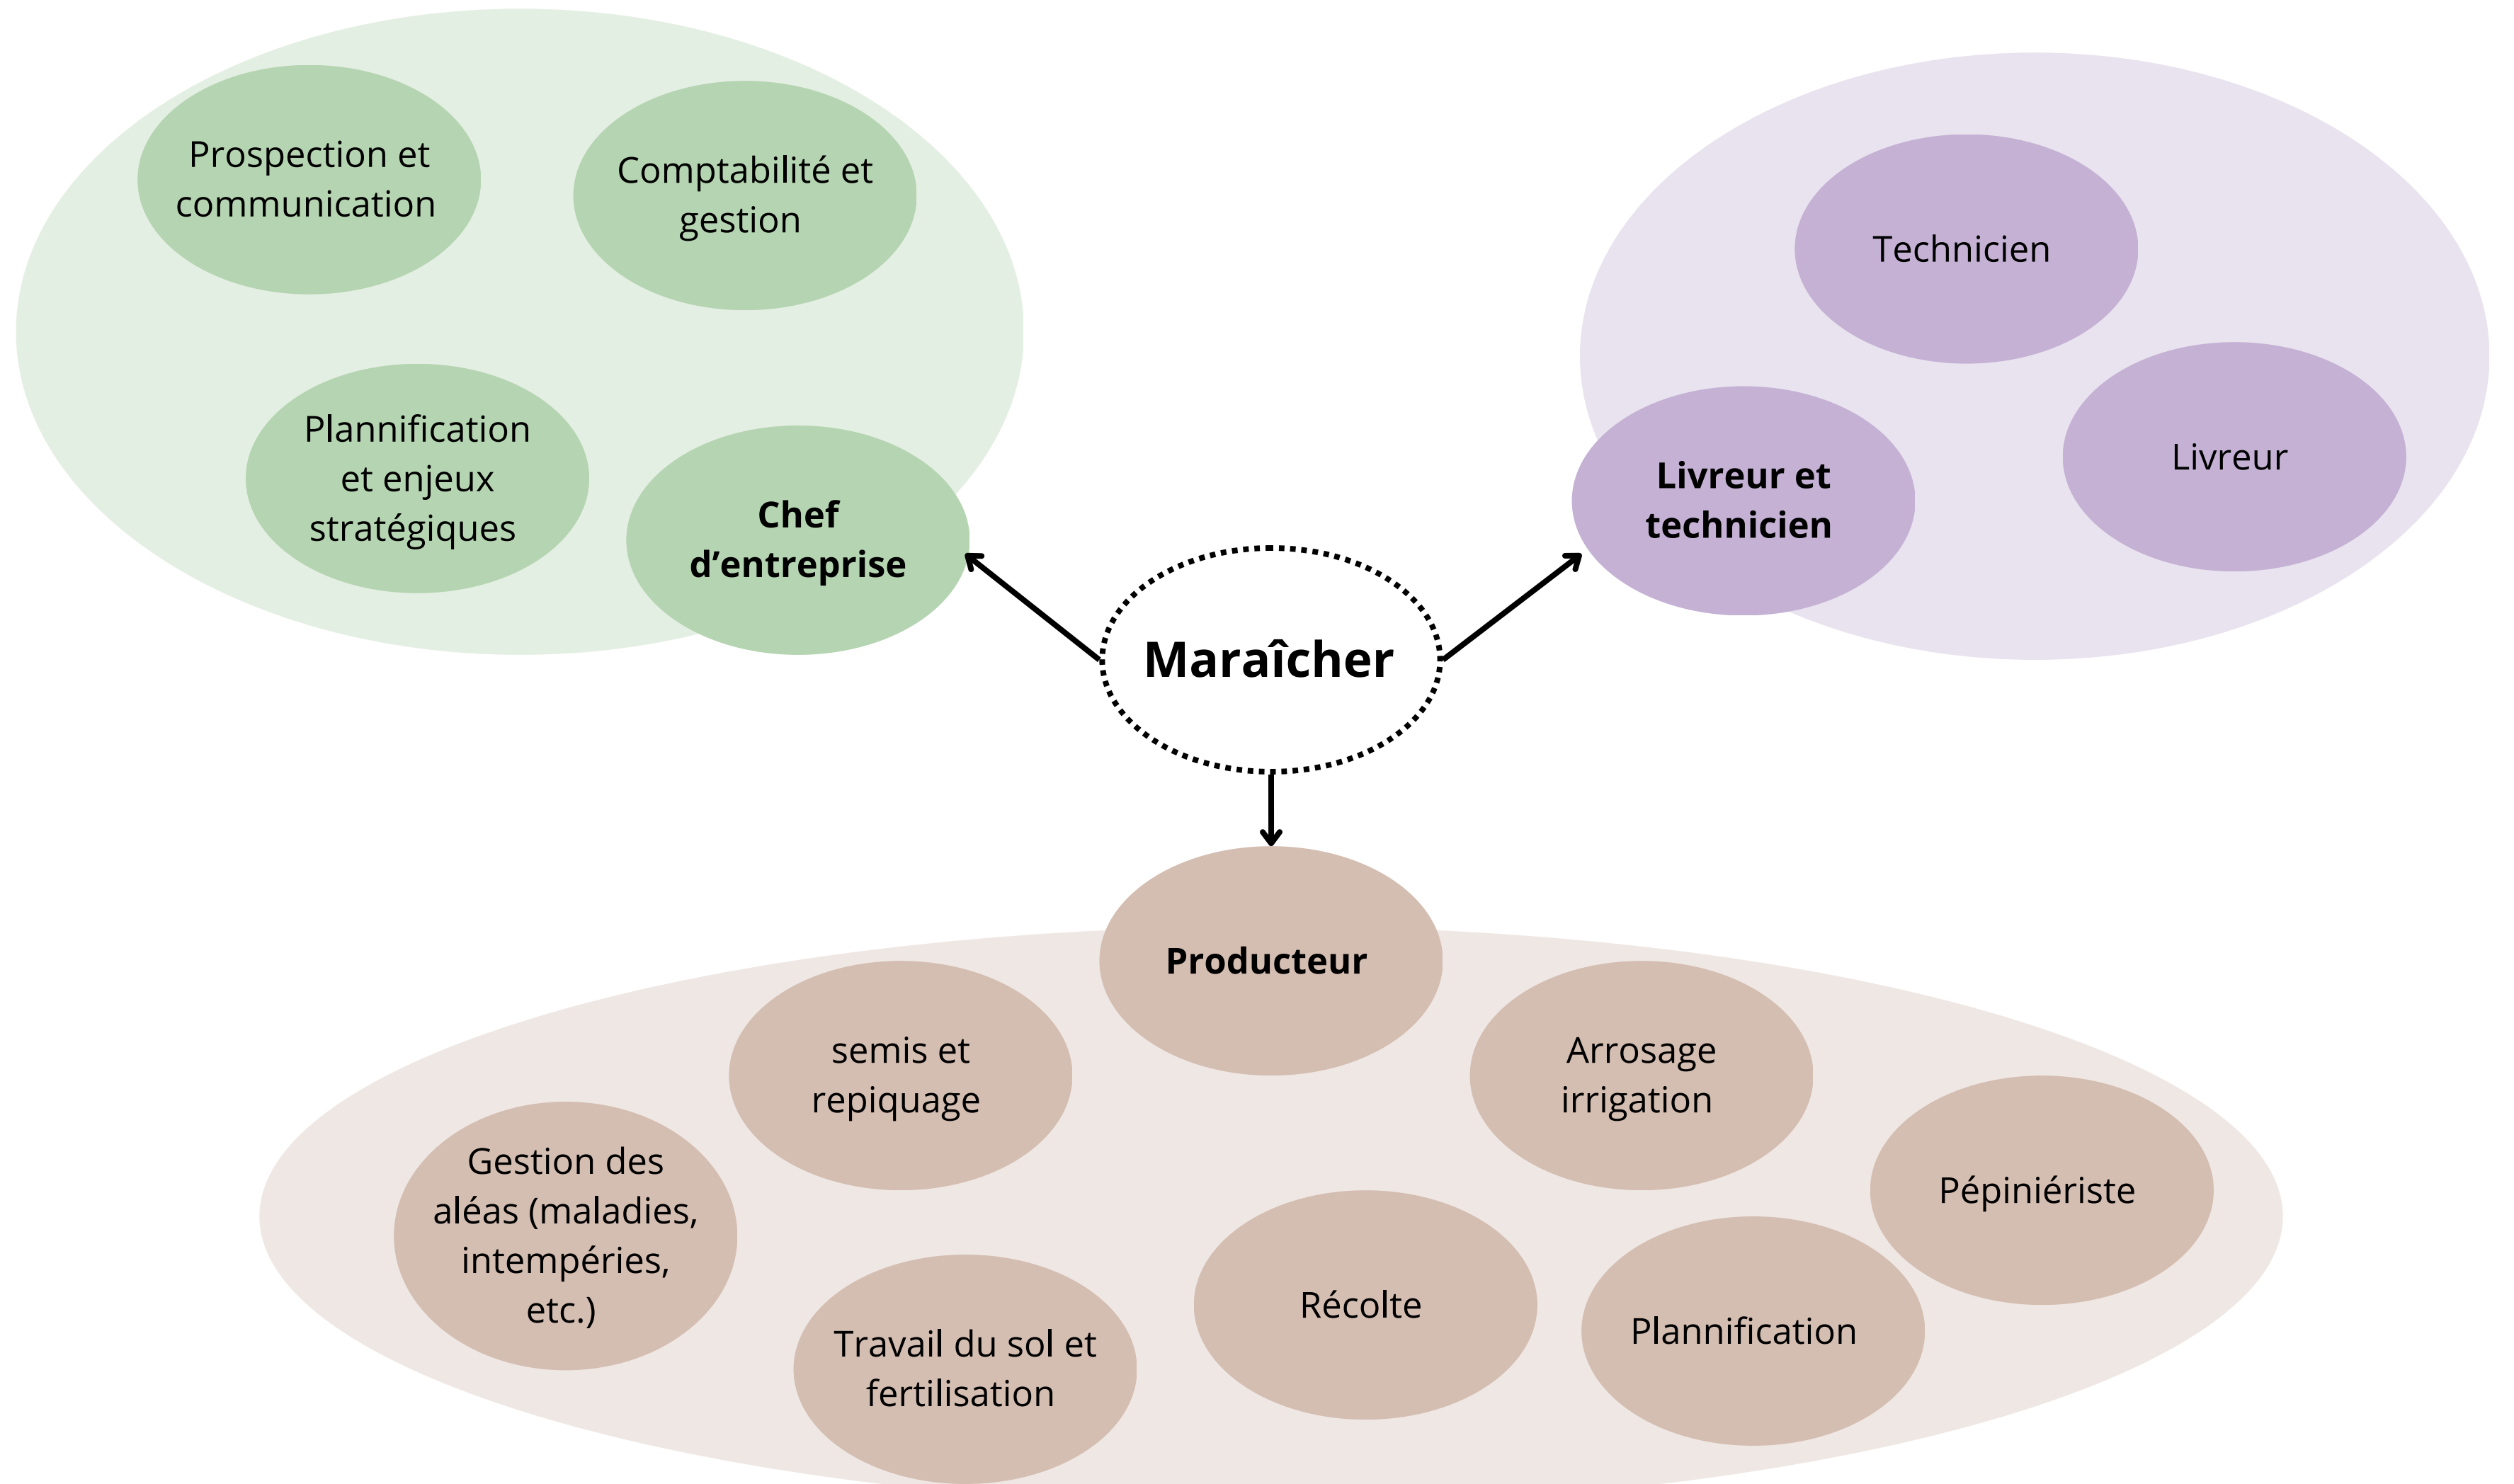 Prospection et
communication
Comptabilité et
gestion
Plannification
et enjeux
stratégiques
Chef
d’entreprise
Technicien
Livreur
Livreur et
technicien
Maraîcher
Producteur
semis et
repiquage
Arrosage
irrigation
Gestion des
aléas (maladies,
intempéries,
etc.)
Pépiniériste
Travail du sol et
fertilisation
Récolte
Plannification